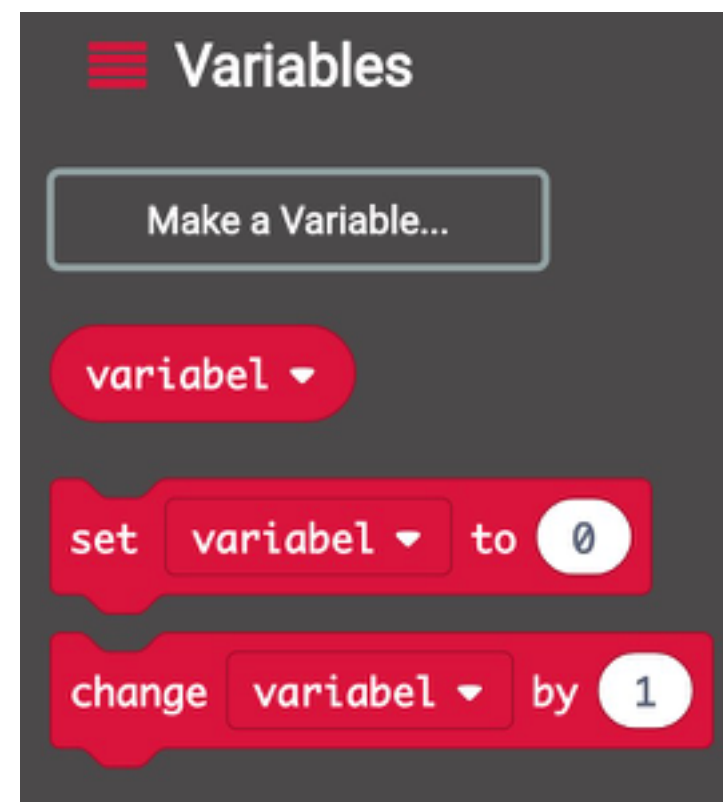 Variables
Make a Variable...
variabel
set variabel to 0
change variabel by 1